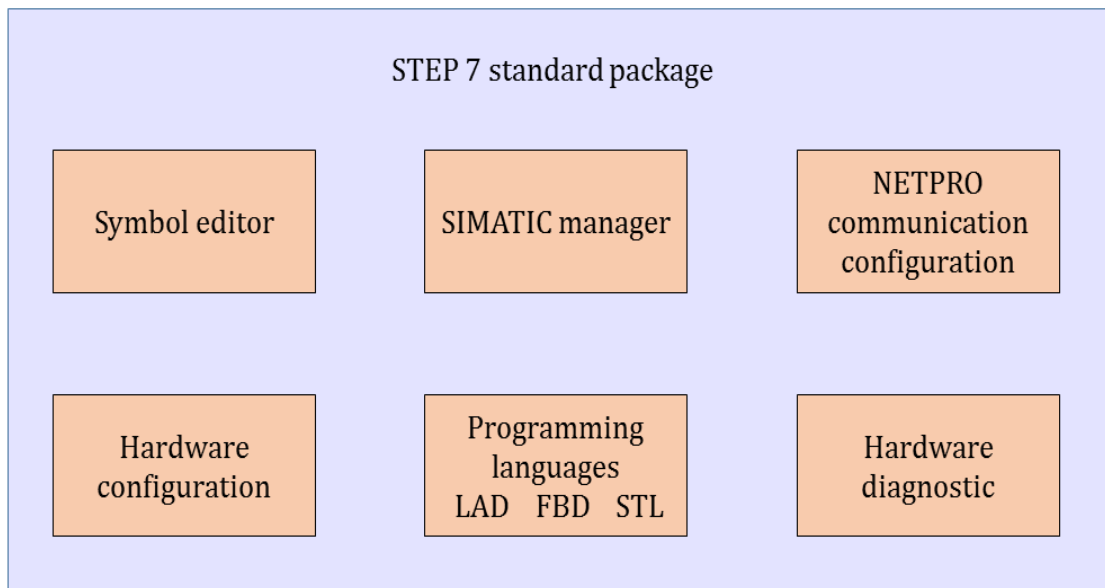 STEP 7 standard package
Symbol editor
SIMATIC manager
NETPRO
communication
configuration
Hardware
configuration
Programming
languages
LAD FBD STL
Hardware
diagnostic